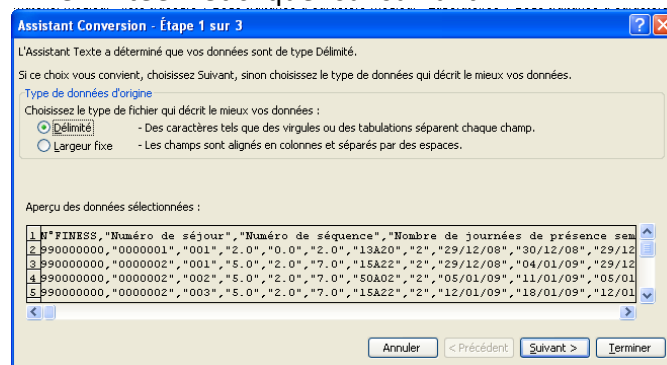 Assistant Conversion - Étape 1 sur 3
L'Assistant Texte a déterminé que vos données sont de type Délimité.
Si ce choix vous convient, choisissez Suivant, sinon choisissez le type de données qui décrit le mieux vos données.
Type de données d'origine
Choisissez le type de fichier qui décrit le mieux vos données :
Délimité - Des caractères tels que des virgules ou des tabulations séparent chaque champ.
Largeur fixe - Les champs sont alignés en colonnes et séparés par des espaces.
Aperçu des données sélectionnées :
1 N°FINESS,"Numéro de séjour","Numéro de séquence","Nombre de journées de présence sem
2 990000000,"0000001","001","2.0","0.0","2.0","13A20","2","29/12/08","30/12/08","29/12
3 990000000,"0000002","001","5.0","2.0","7.0","15A22","2","29/12/08","04/01/09","29/12
4 990000000,"0000002","002","5.0","2.0","7.0","50A02","2","05/01/09","11/01/09","05/01
5 990000000,"0000002","003","5.0","2.0","7.0","15A22","2","12/01/09","18/01/09","12/01
Annuler < Précédent Suivant > Terminer